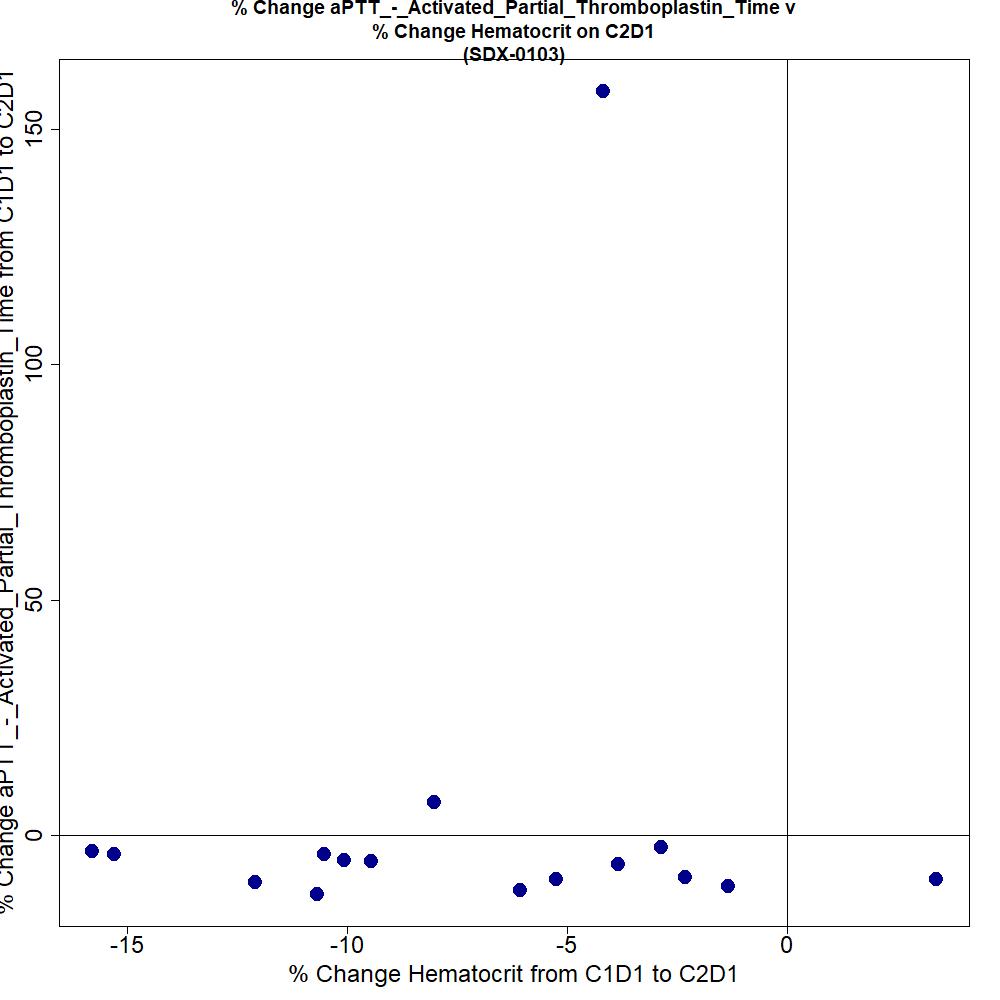 % Change aPTT_-_Activated_Partial_Thromboplastin_Time v
% Change Hematocrit on C2D1
(SDX-0103)
% Change aPTT_-_Activated_Partial_Thromboplastin_Time from C1D1 to C2D1
150
100
50
0
-15 -10 -5 0
% Change Hematocrit from C1D1 to C2D1